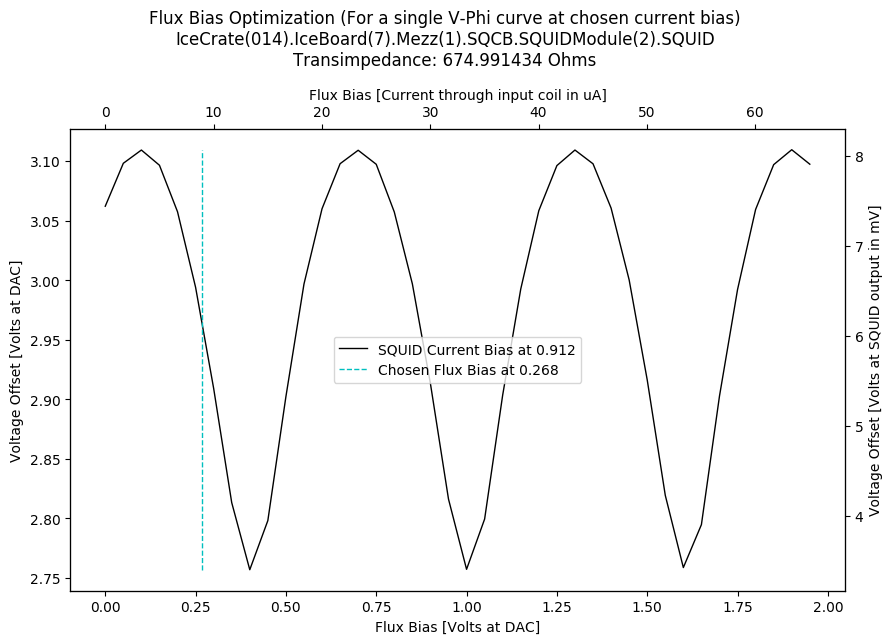 Flux Bias Optimization (For a single V-Phi curve at chosen current bias)
IceCrate(014).IceBoard(7).Mezz(1).SQCB.SQUIDModule(2).SQUID
Transimpedance: 674.991434 Ohms
Flux Bias [Current through input coil in uA]
0 10 20 30 40 50 60
Voltage Offset [Volts at DAC]
3.10
3.05
3.00
2.95
2.90
2.85
2.80
2.75
SQUID Current Bias at 0.912
Chosen Flux Bias at 0.268
8
7
6
5
4
Voltage Offset [Volts at SQUID output in mV]
0.00 0.25 0.50 0.75 1.00 1.25 1.50 1.75 2.00
Flux Bias [Volts at DAC]